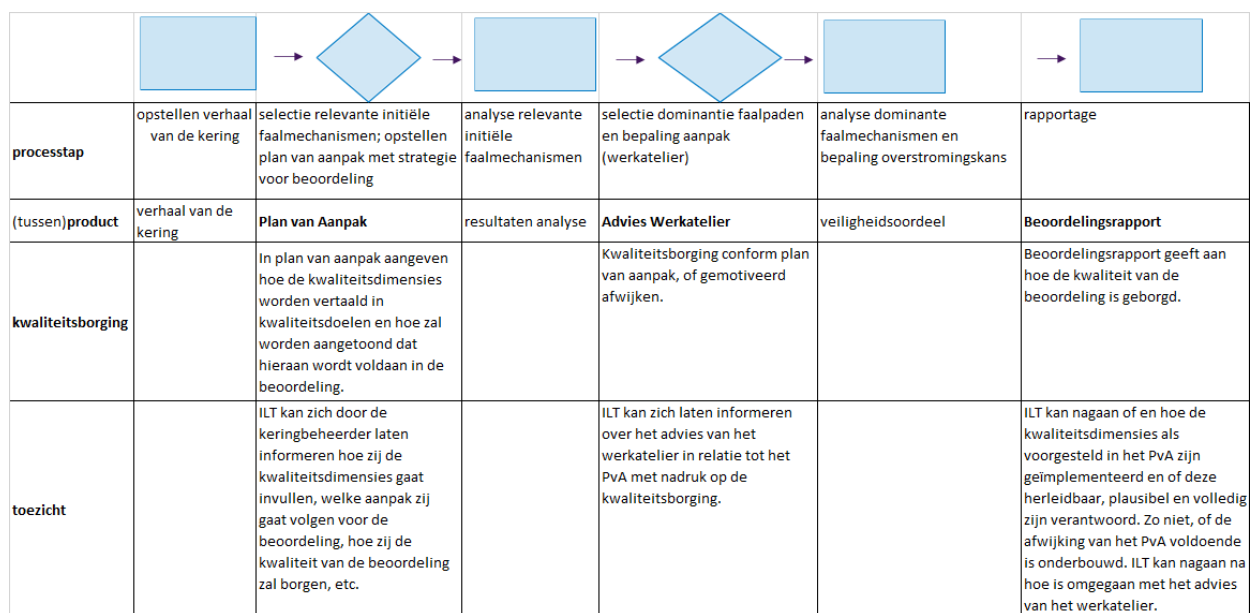 processtap
opstellen verhaal
van de kering
selectie relevante initiële
faalmechanismen; opstellen
plan van aanpak met strategie
voor beoordeling
analyse relevante
initiële
faalmechanismen
selectie dominantie faalpaden
en bepaling aanpak
(werkatelier)
analyse dominante
faalmechanismen en
bepaling overstromingskans
rapportage
(tussen)product
verhaal van de
kering
Plan van Aanpak
resultaten analyse
Advies Werkatelier
veiligheidsoordeel
Beoordelingsrapport
kwaliteitsborging
In plan van aanpak aangeven
hoe de kwaliteitsdimensies
worden vertaald in
kwaliteitsdoelen en hoe zal
worden aangetoond dat
hieraan wordt voldaan in de
beoordeling.
Kwaliteitsborging conform plan
van aanpak, of gemotiveerd
afwijken.
Beoordelingsrapport geeft aan
hoe de kwaliteit van de
beoordeling is geborgd.
toezicht
ILT kan zich door de
keringbeheerder laten
informeren hoe zij de
kwaliteitsdimensies gaat
invullen, welke aanpak zij
gaat volgen voor de
beoordeling, hoe zij de
kwaliteit van de beoordeling
zal borgen, etc.
ILT kan zich laten informeren
over het advies van het
werkatelier in relatie tot het
PvA met nadruk op de
kwaliteitsborging.
ILT kan nagaan of en hoe de
kwaliteitsdimensies als
voorgesteld in het PvA zijn
geïmplementeerd en of deze
herleidbaar, plausibel en volledig
zijn verantwoord. Zo niet, of de
afwijking van het PvA voldoende
is onderbouwd. ILT kan nagaan na
hoe is omgegaan met het advies
van het werkatelier.